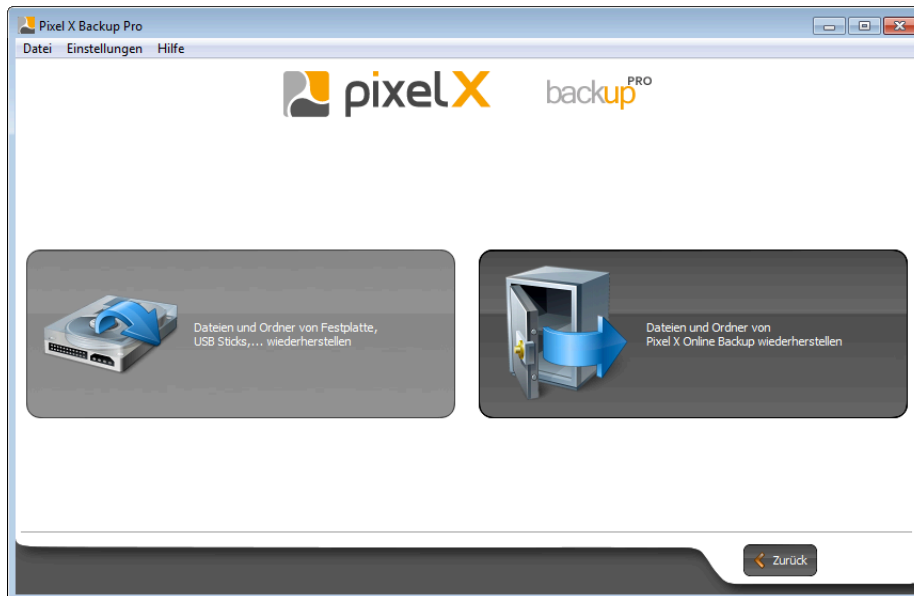 Pixel X Backup Pro
Datei Einstellungen Hilfe
pixelX
backup PRO
Dateien und Ordner von Festplatte,
USB Sticks,... wiederherstellen
Dateien und Ordner von
Pixel X Online Backup wiederherstellen
Zurück